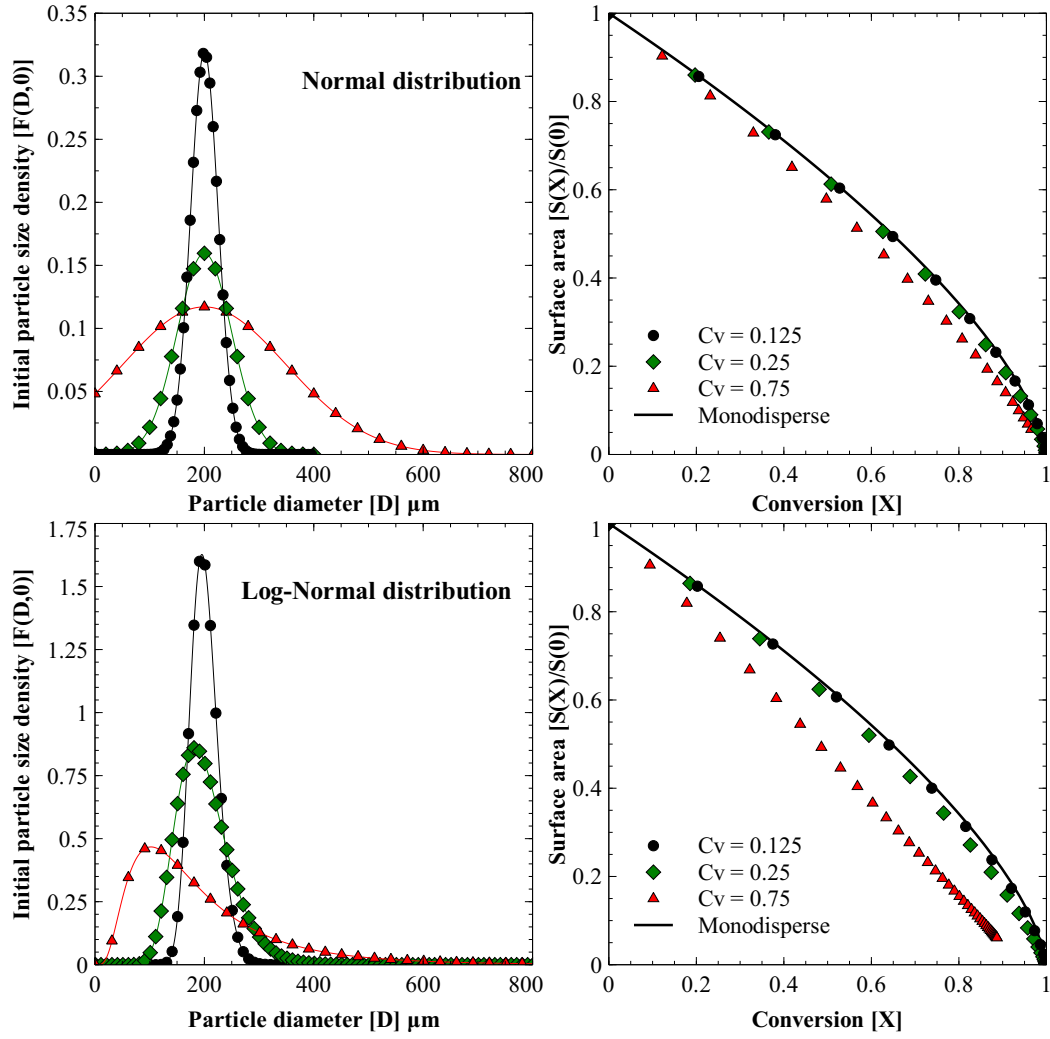 Normal distribution
Initial particle size density [F(D,0)]
0.35
0.3
0.25
0.2
0.15
0.1
0.05
0 200 400 600 800
Particle diameter [D] µm
Surface area [S(X)/S(0)]
1
0.8
0.6
0.4
0.2
0
Cv = 0.125
Cv = 0.25
Cv = 0.75
Monodisperse
0 0.2 0.4 0.6 0.8 1
Conversion [X]
Log-Normal distribution
Initial particle size density [F(D,0)]
1.75
1.5
1.25
1
0.75
0.5
0.25
0
0 200 400 600 800
Particle diameter [D] µm
Surface area [S(X)/S(0)]
1
0.8
0.6
0.4
0.2
0
Cv = 0.125
Cv = 0.25
Cv = 0.75
Monodisperse
0 0.2 0.4 0.6 0.8 1
Conversion [X]